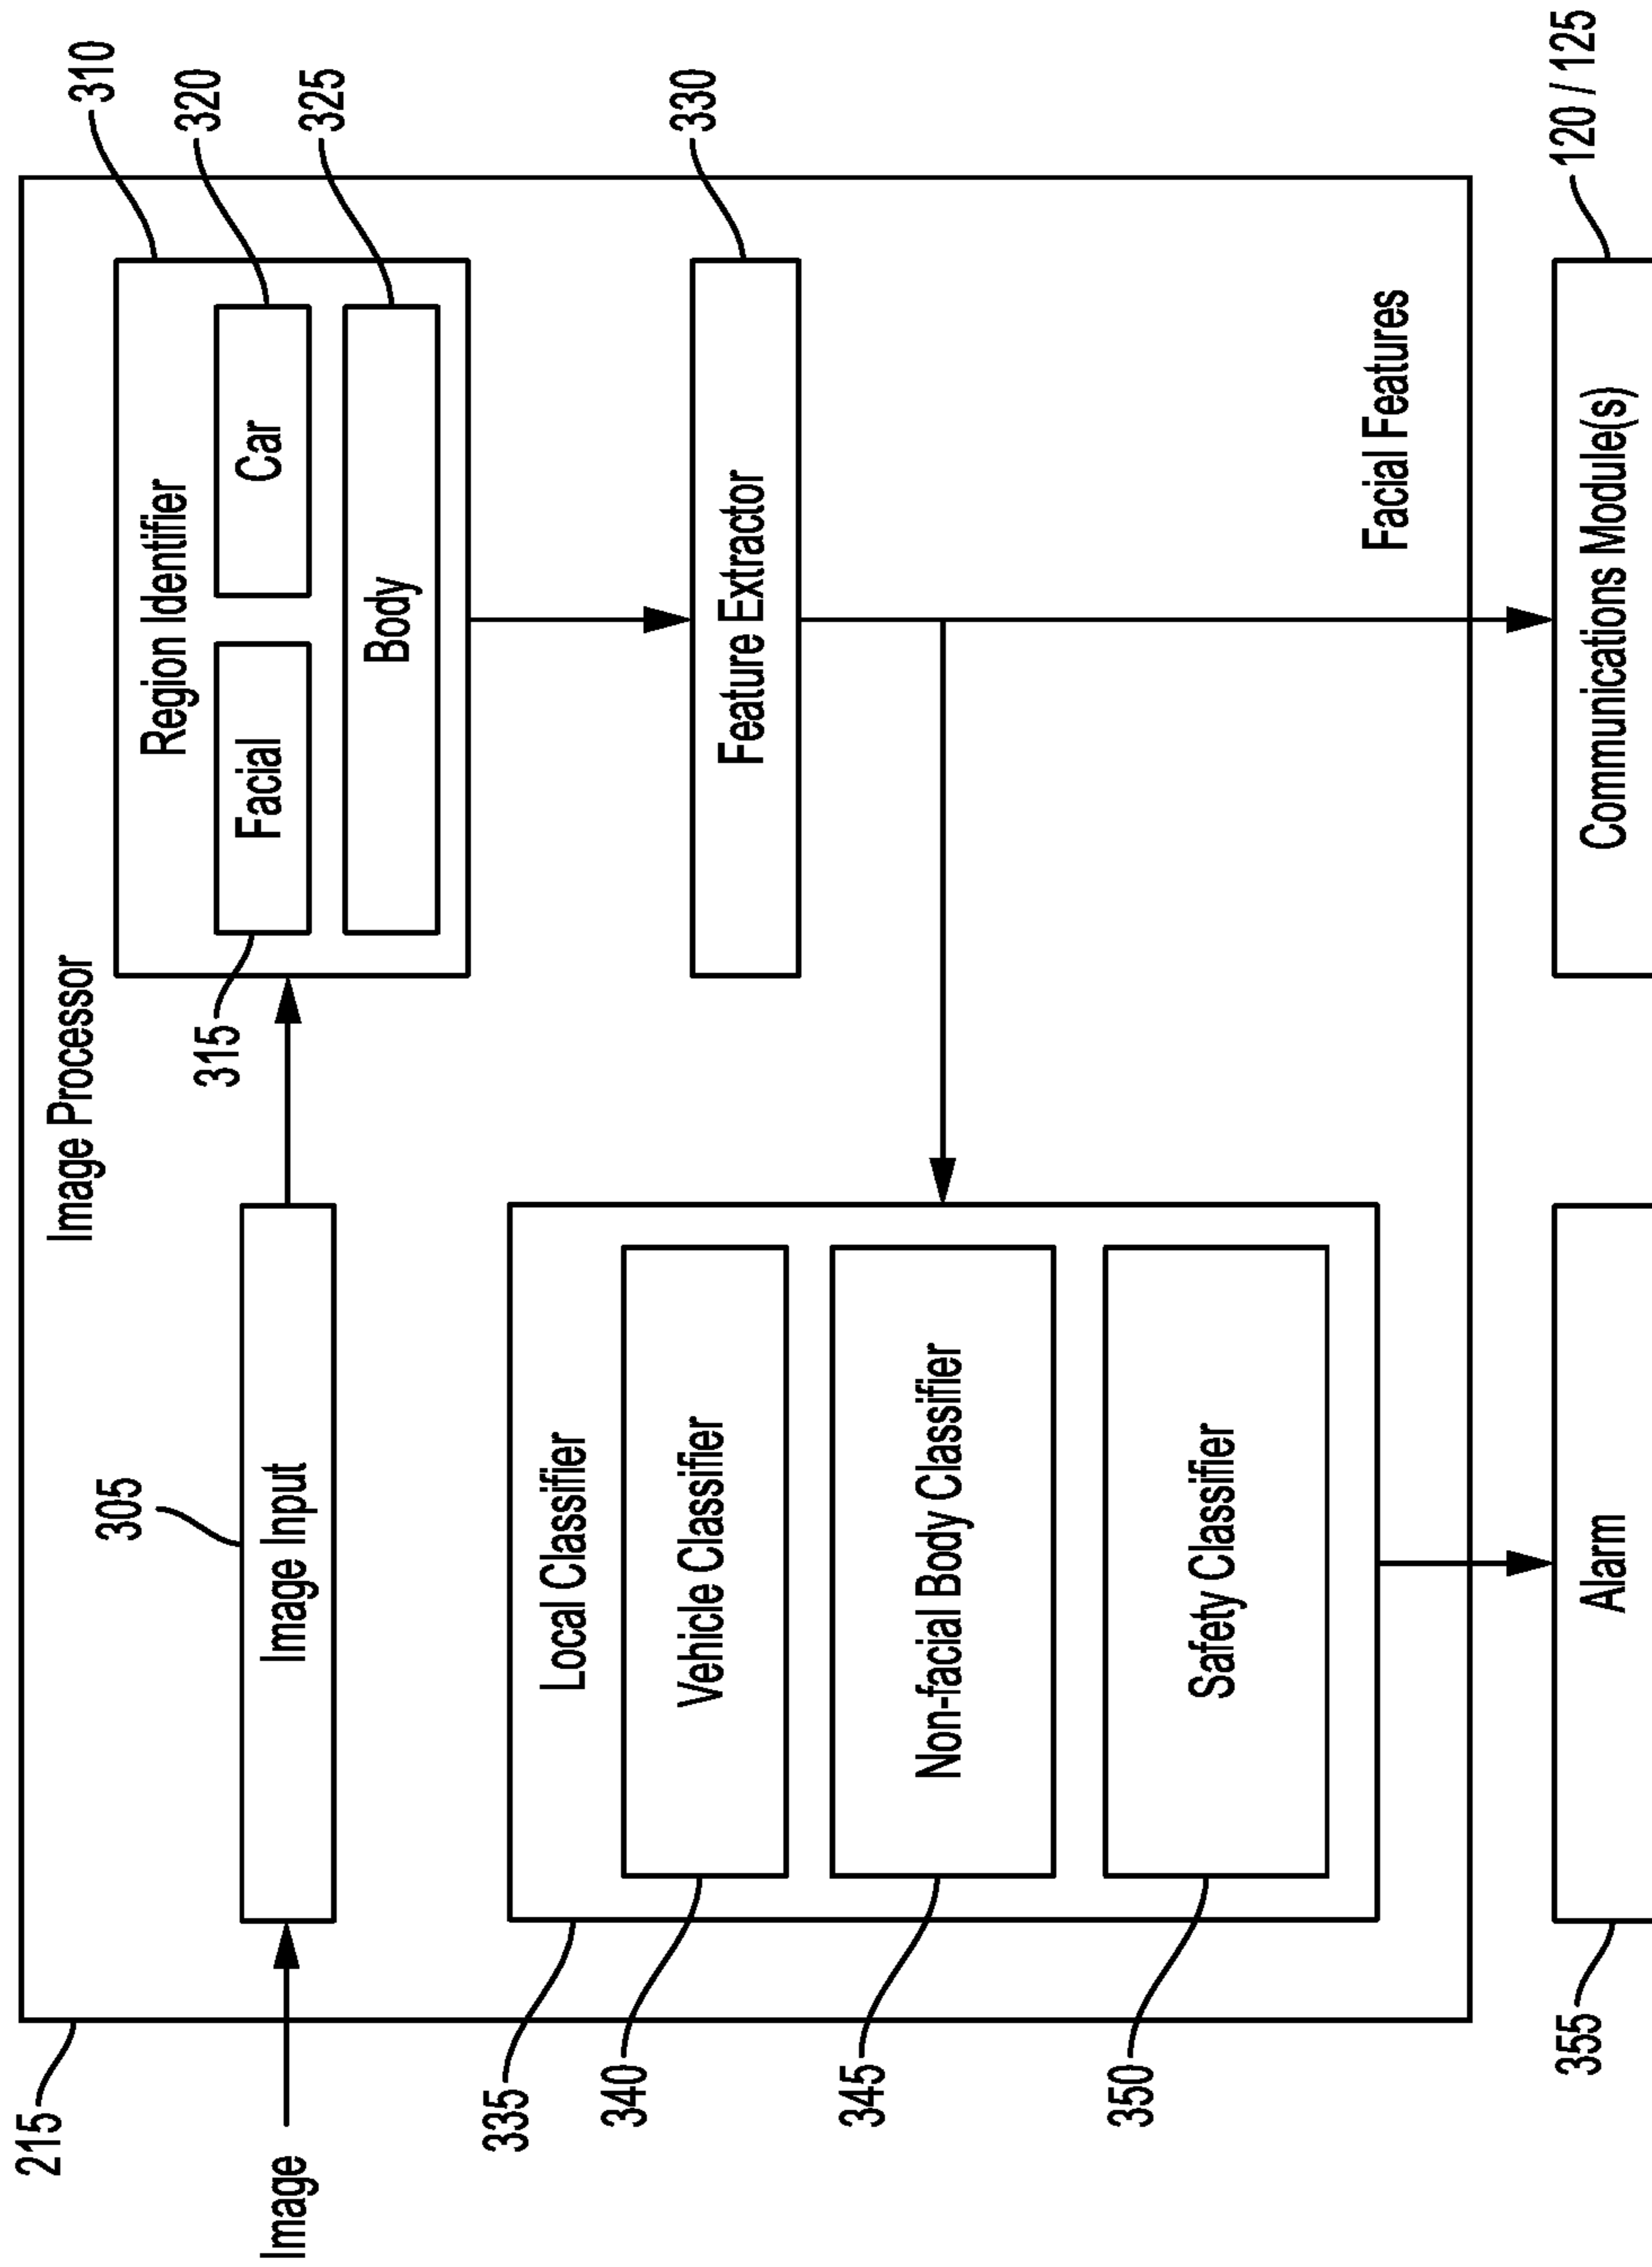 310
320
325
330
120 / 125
Image Processor
Region Identifier
Facial
Car
Body
315
305
Image Input
Image
215
Feature Extractor
Local Classifier
Vehicle Classifier
Non-facial Body Classifier
Safety Classifier
335
340
345
350
Facial Features
Communications Module(s)
Alarm
355